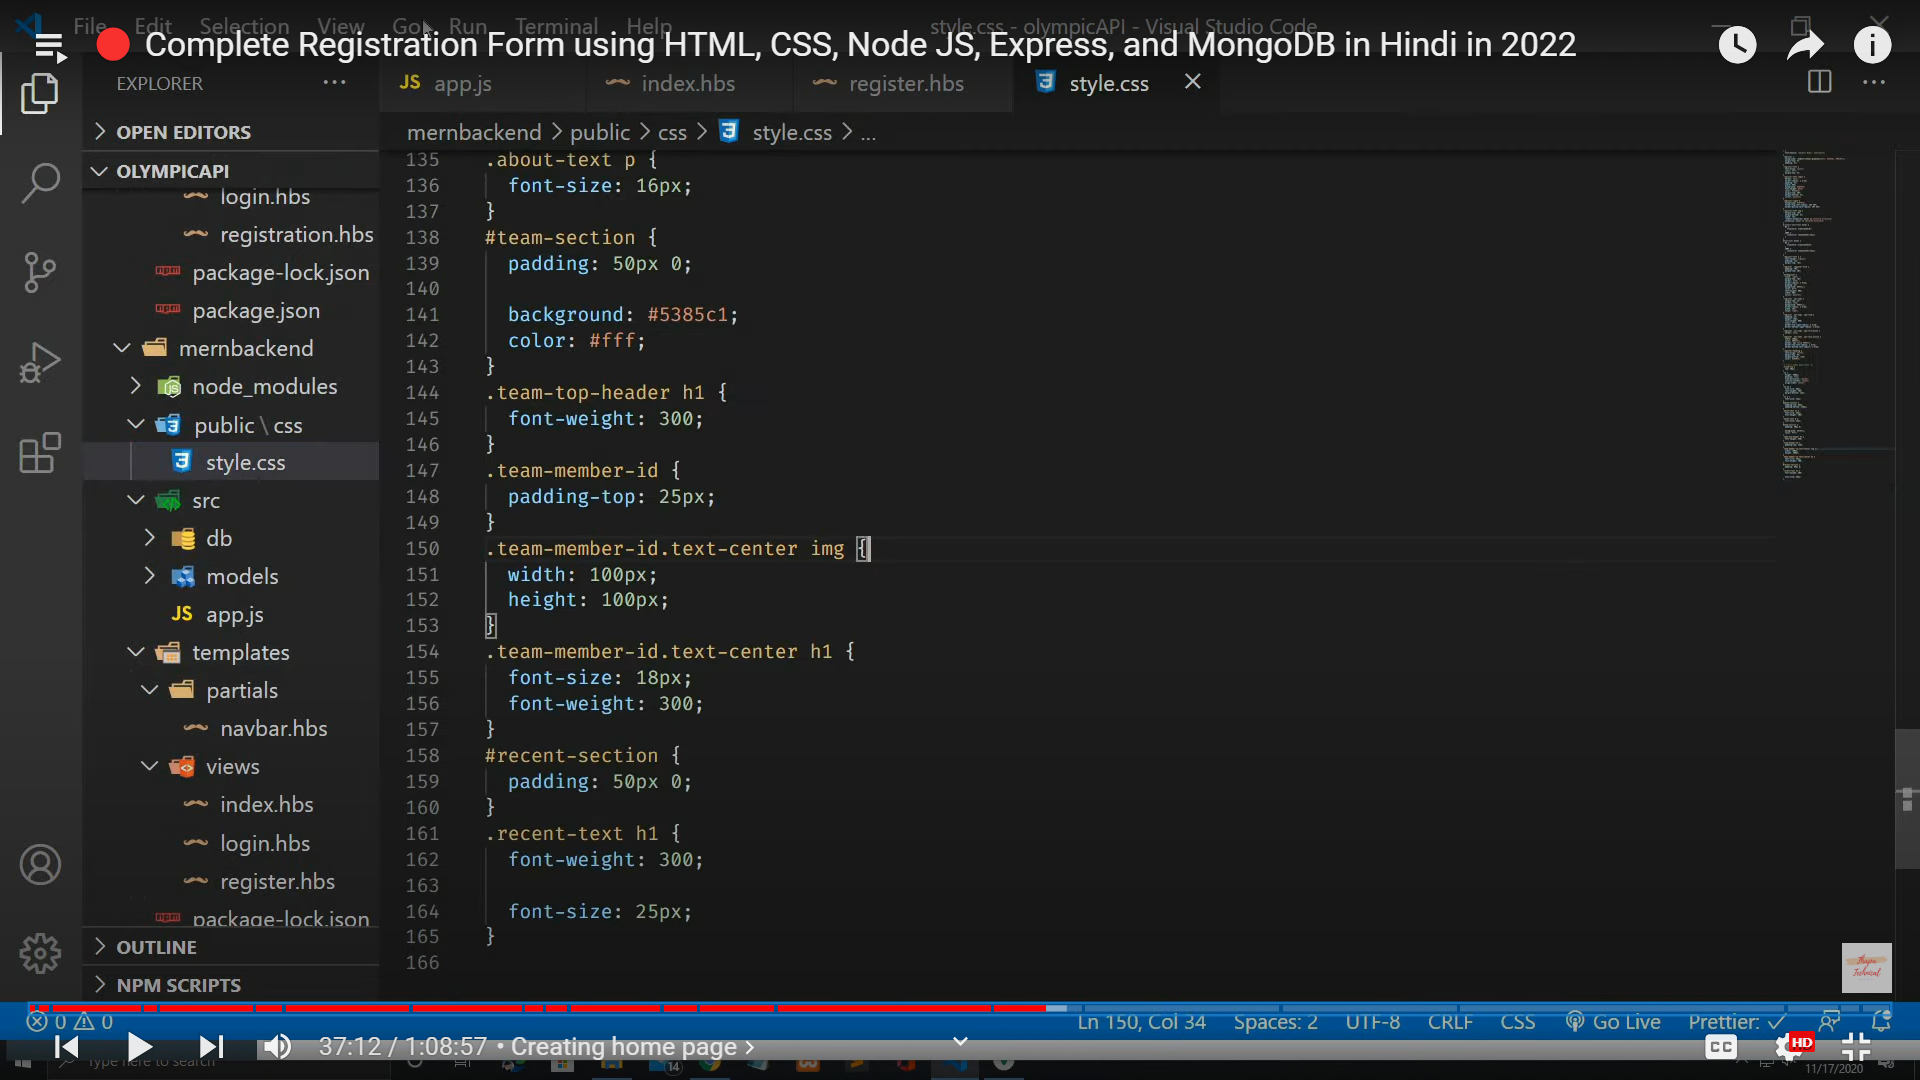 File Edit Selection View Go Run Terminal Help style.css - olympicAPI - Visual Studio Code
Complete Registration Form using HTML, CSS, Node JS, Express, and MongoDB in Hindi in 2022
EXPLORER
JS app.js index.hbs register.hbs style.css
OPEN EDITORS
mernbackend > public > css > style.css > ...
OLYMPICAPI
login.hbs
registration.hbs
package-lock.json
package.json
mernbackend
node_modules
public \ css
style.css
src
db
models
JS app.js
templates
partials
navbar.hbs
views
index.hbs
login.hbs
register.hbs
package-lock.json
OUTLINE
NPM SCRIPTS
135 .about-text p {
136 font-size: 16px;
137 }
138 #team-section {
139 padding: 50px 0;
140
141 background: #5385c1;
142 color: #fff;
143 }
144 .team-top-header h1 {
145 font-weight: 300;
146 }
147 .team-member-id {
148 padding-top: 25px;
149 }
150 .team-member-id.text-center img {
151 width: 100px;
152 height: 100px;
153 }
154 .team-member-id.text-center h1 {
155 font-size: 18px;
156 font-weight: 300;
157 }
158 #recent-section {
159 padding: 50px 0;
160 }
161 .recent-text h1 {
162 font-weight: 300;
163
164 font-size: 25px;
165 }
166
Thapa
Technical
0 0 Ln 150, Col 34 Spaces: 2 UTF-8 CRLF CSS Go Live Prettier: ✓
37:12 / 1:08:57 • Creating home page >
CC HD
Type here to search
14
11/17/2020